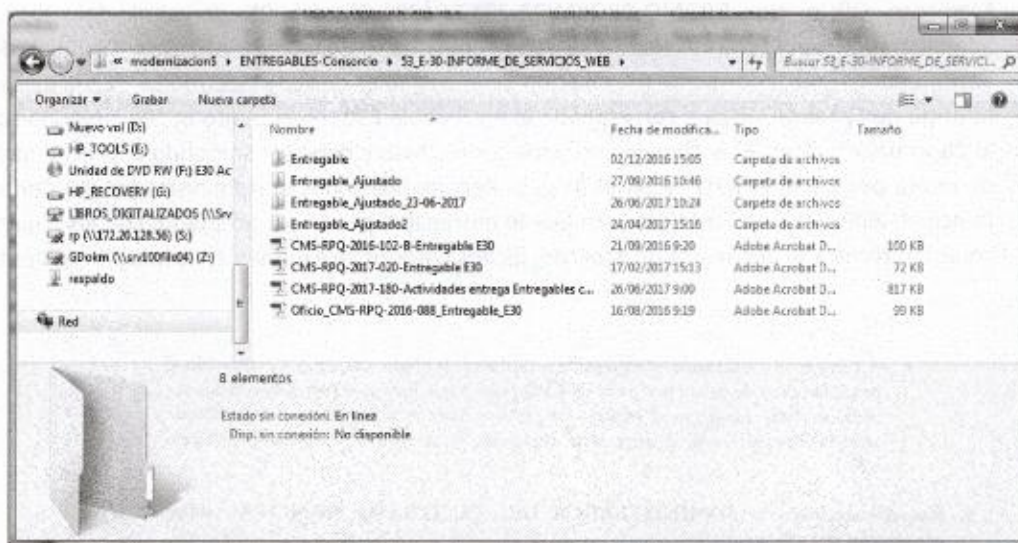 « modernizacion$ ▸ ENTREGABLES-Consorcio ▸ 53_E-30-INFORME_DE_SERVICIOS_WEB ▸
Buscar 53_E-30-INFORME_DE_SERVICI...
Organizar Grabar Nueva carpeta
Nombre Fecha de modifica... Tipo Tamaño
Nuevo vol (D:)
HP_TOOLS (E:)
Unidad de DVD RW (F:) E30 Ac
HP_RECOVERY (G:)
LIBROS_DIGITALIZADOS (\\Srv
rp (\\172.20.128.56) (S:)
GDokm (\\srv100file04) (Z:)
respaldo
Red
Entregable 02/12/2016 15:05 Carpeta de archivos
Entregable_Ajustado 27/09/2016 10:46 Carpeta de archivos
Entregable_Ajustado_23-06-2017 26/06/2017 10:24 Carpeta de archivos
Entregable_Ajustado2 24/04/2017 15:16 Carpeta de archivos
CMS-RPQ-2016-102-B-Entregable E30 21/09/2016 9:20 Adobe Acrobat D... 100 KB
CMS-RPQ-2017-020-Entregable E30 17/02/2017 15:13 Adobe Acrobat D... 72 KB
CMS-RPQ-2017-180-Actividades entrega Entregables c... 26/06/2017 9:00 Adobe Acrobat D... 817 KB
Oficio_CMS-RPQ-2016-088_Entregable_E30 16/08/2016 9:19 Adobe Acrobat D... 99 KB
8 elementos
Estado sin conexión: En línea
Disp. sin conexión: No disponible